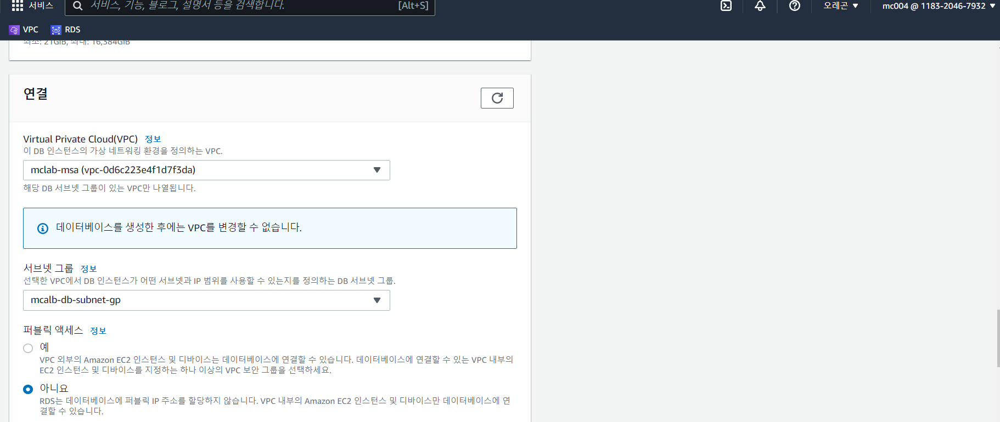 서비스
서비스, 기능, 블로그, 설명서 등을 검색합니다.
[Alt+S]
오레곤
mc004 @ 1183-2046-7932
VPC
RDS
최소: 21GiB, 최대: 16,384GiB
연결
Virtual Private Cloud(VPC) 정보
이 DB 인스턴스의 가상 네트워킹 환경을 정의하는 VPC.
mclab-msa (vpc-0d6c223e4f1d7f3da)
해당 DB 서브넷 그룹이 있는 VPC만 나열됩니다.
데이터베이스를 생성한 후에는 VPC를 변경할 수 없습니다.
서브넷 그룹 정보
선택한 VPC에서 DB 인스턴스가 어떤 서브넷과 IP 범위를 사용할 수 있는지를 정의하는 DB 서브넷 그룹.
mcalb-db-subnet-gp
퍼블릭 액세스 정보
예
VPC 외부의 Amazon EC2 인스턴스 및 디바이스는 데이터베이스에 연결할 수 있습니다. 데이터베이스에 연결할 수 있는 VPC 내부의
EC2 인스턴스 및 디바이스를 지정하는 하나 이상의 VPC 보안 그룹을 선택하세요.
아니요
RDS는 데이터베이스에 퍼블릭 IP 주소를 할당하지 않습니다. VPC 내부의 Amazon EC2 인스턴스 및 디바이스만 데이터베이스에 연
결할 수 있습니다.